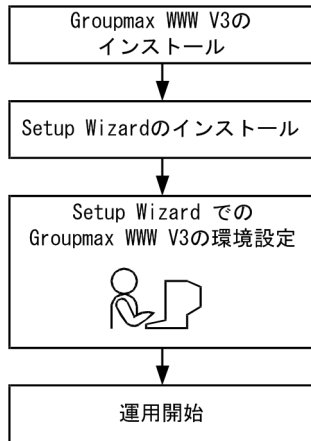 Groupmax WWW V3の
インストール
Setup Wizardのインストール
Setup Wizard での
Groupmax WWW V3の環境設定
運用開始